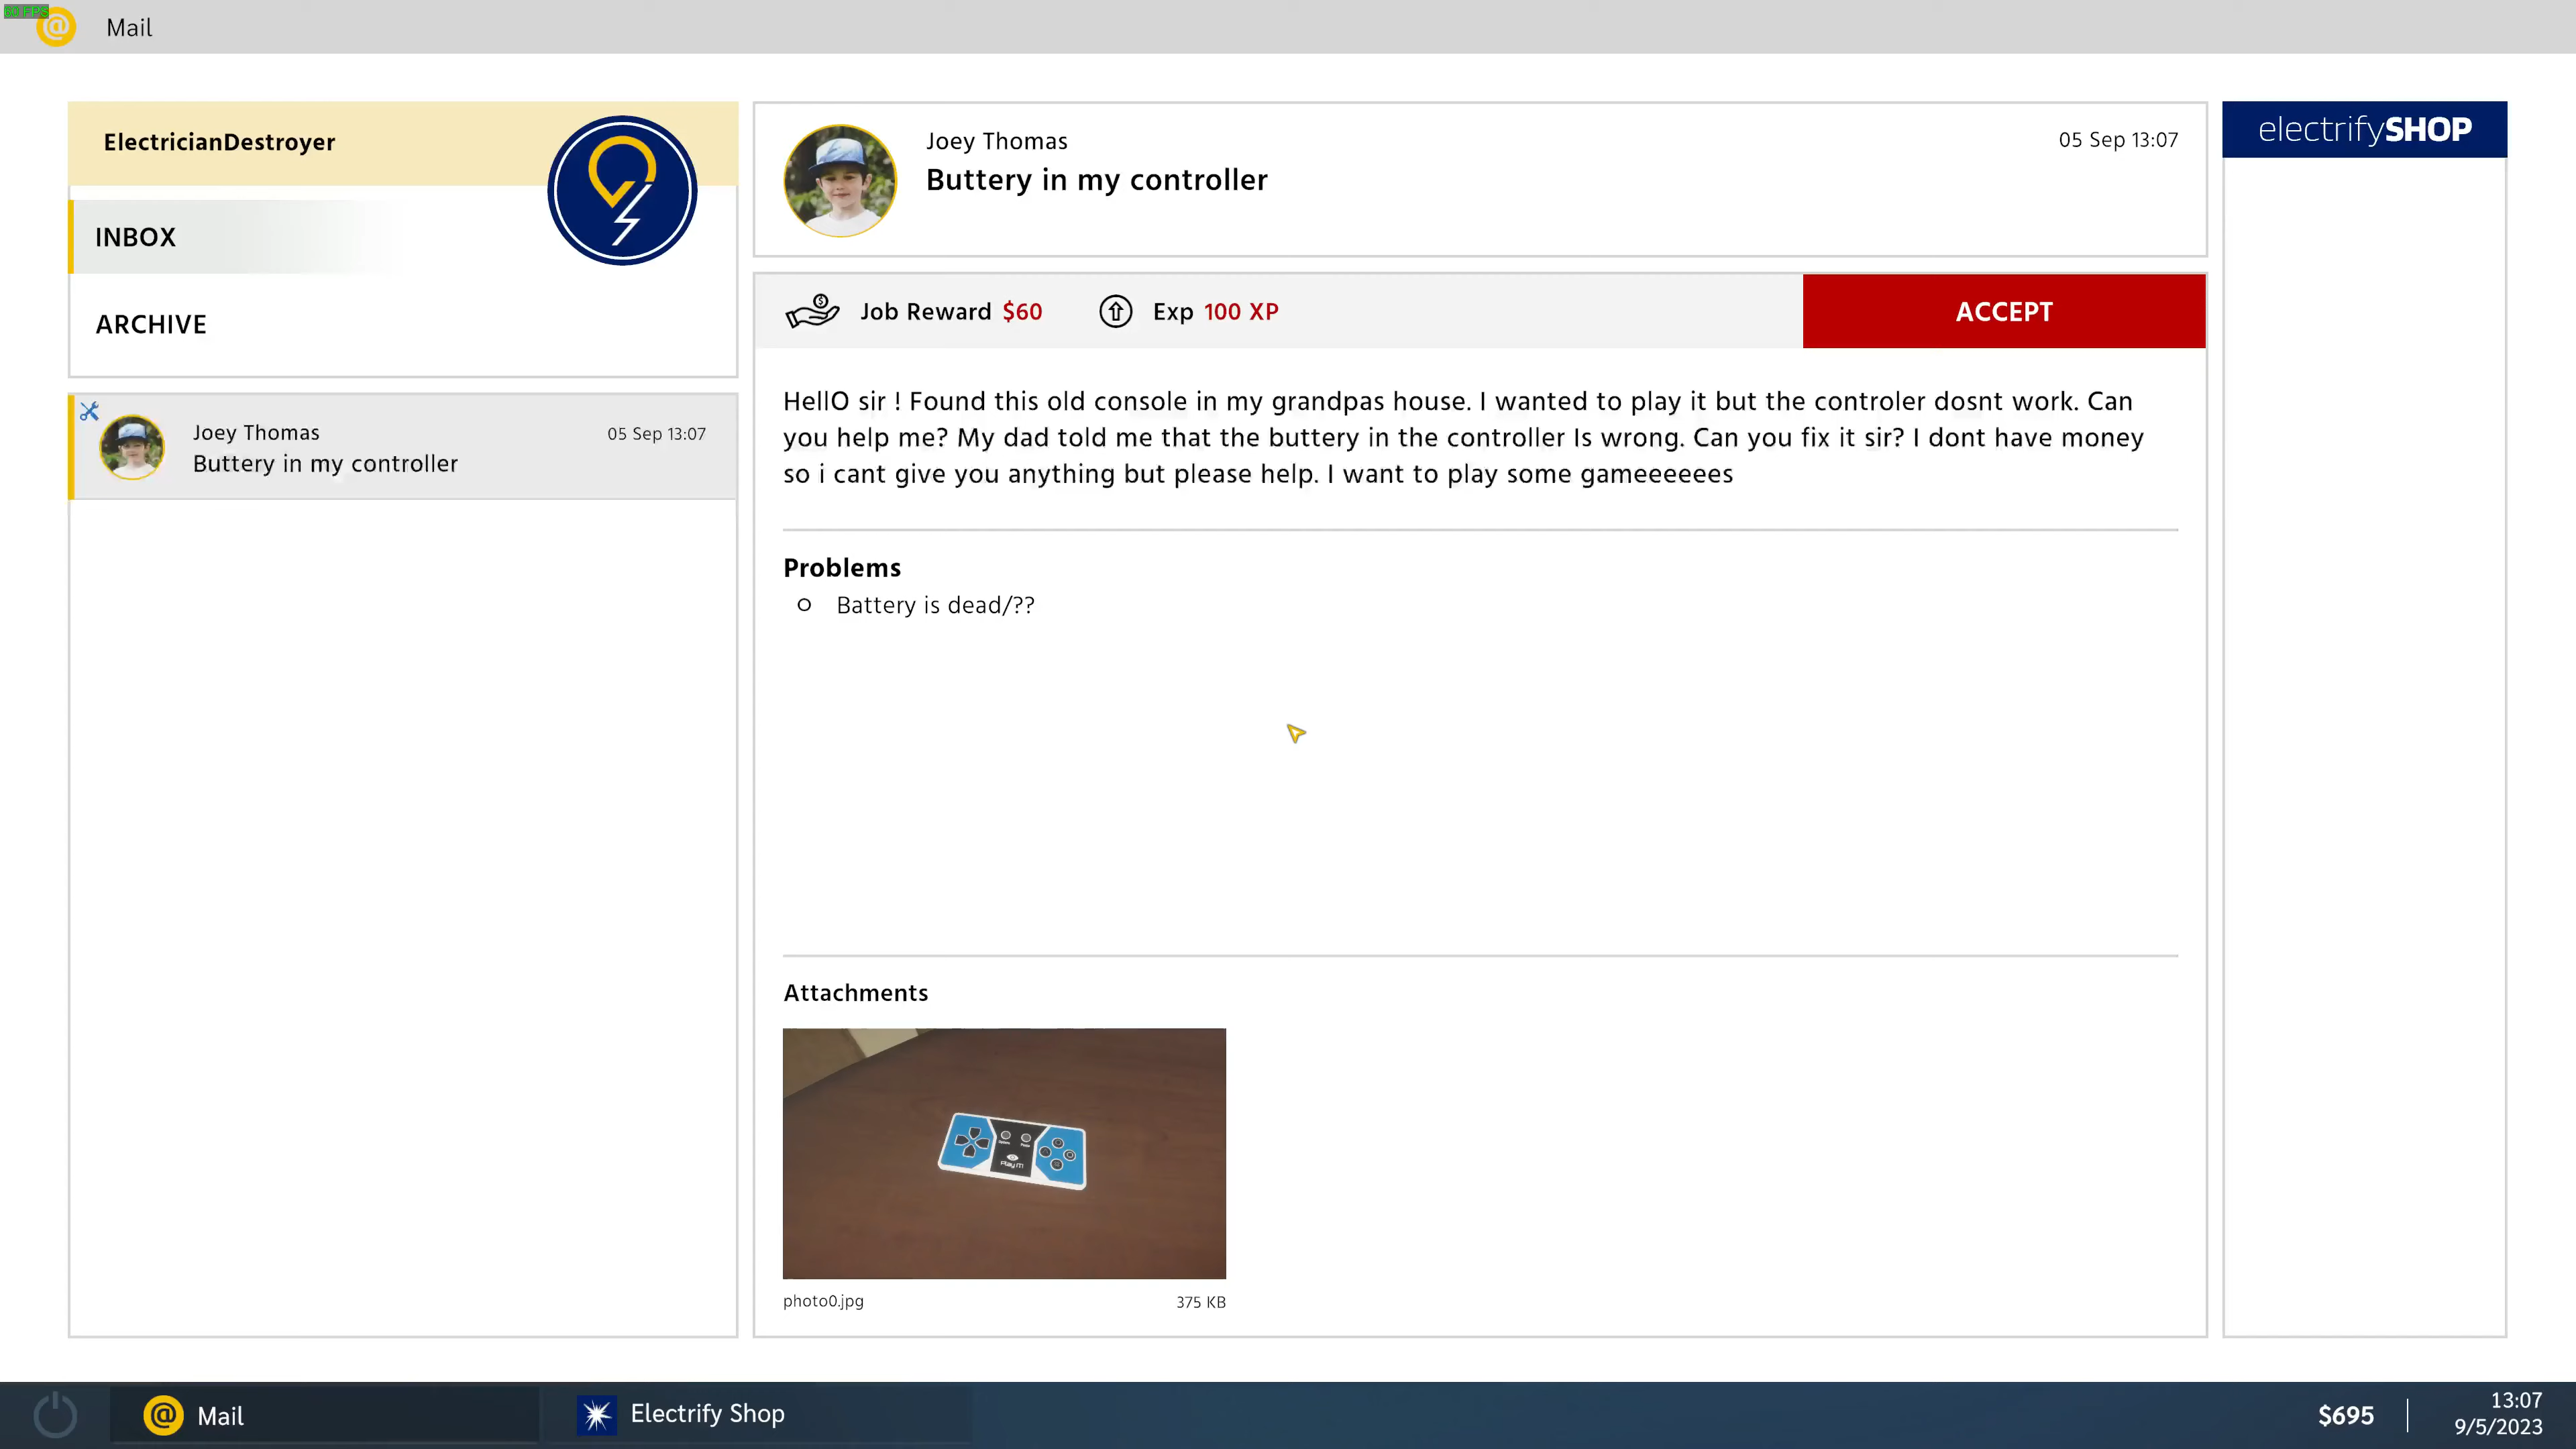 60 FPS
Mail
ElectricianDestroyer
INBOX
ARCHIVE
Joey Thomas
05 Sep 13:07
Buttery in my controller
Joey Thomas
05 Sep 13:07
Buttery in my controller
Job Reward $60
Exp 100 XP
ACCEPT
HellO sir ! Found this old console in my grandpas house. I wanted to play it but the controler dosnt work. Can
you help me? My dad told me that the buttery in the controller Is wrong. Can you fix it sir? I dont have money
so i cant give you anything but please help. I want to play some gameeeeees
Problems
Battery is dead/??
Attachments
Play
photo0.jpg
375 KB
electrifySHOP
Mail
Electrify Shop
$695
13:07
9/5/2023